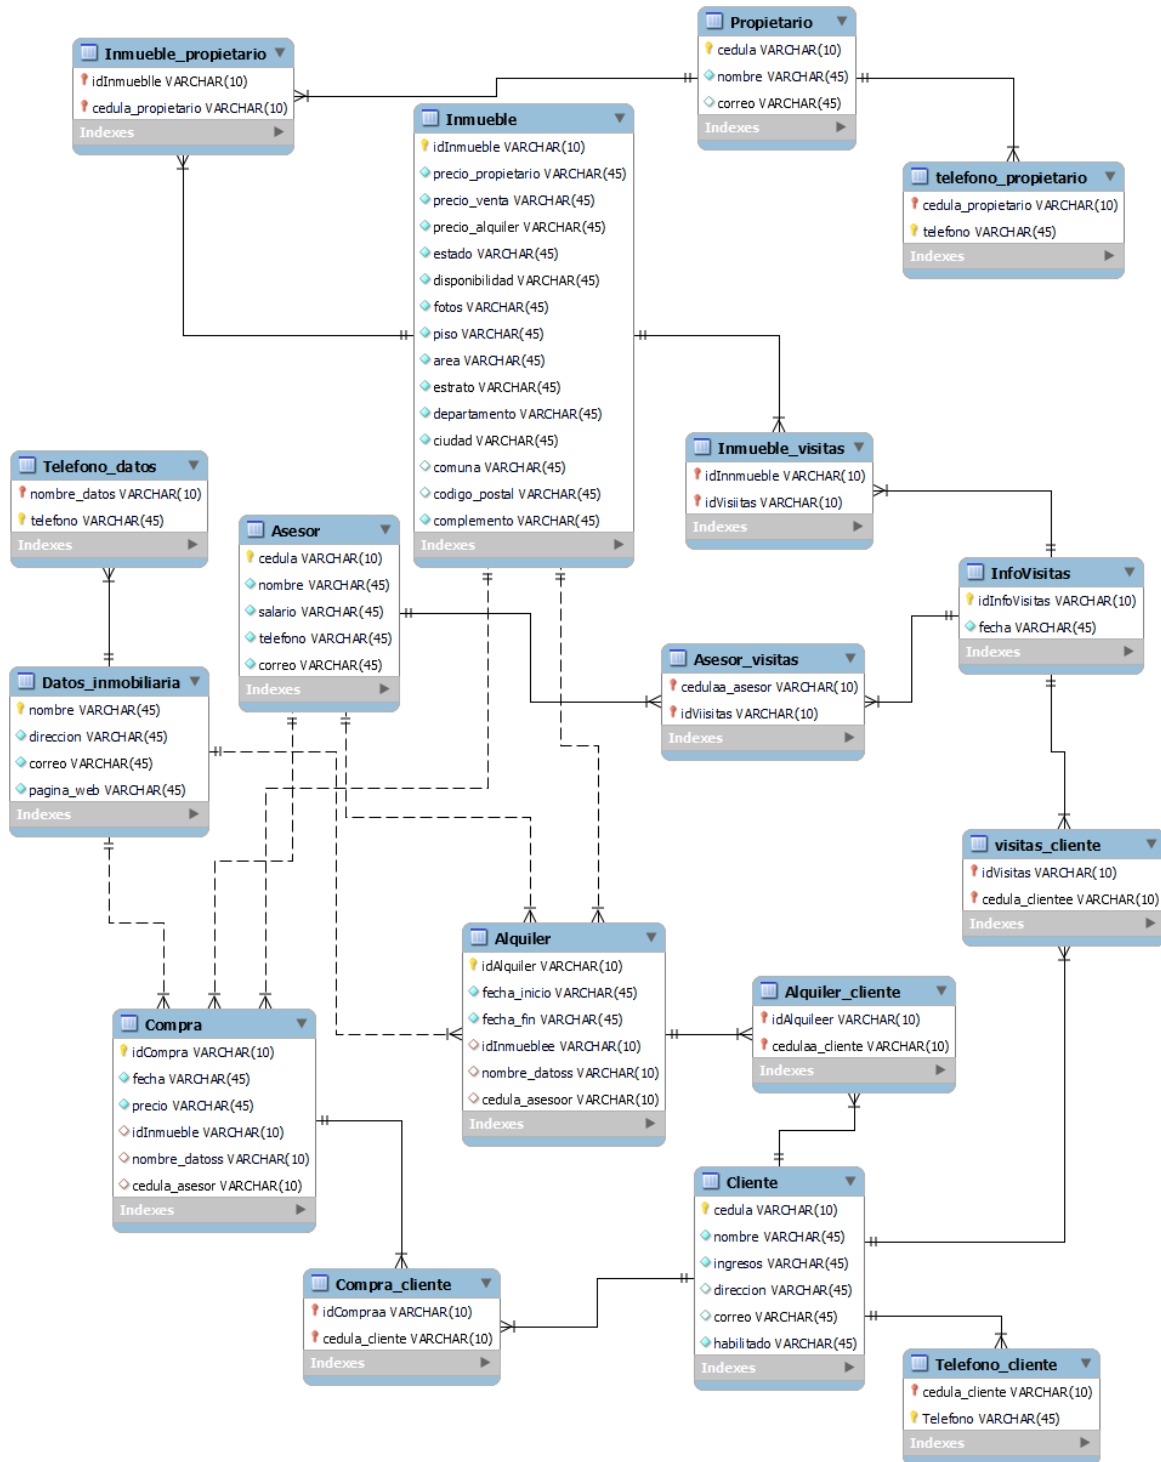 Propietario
cedula VARCHAR(10)
nombre VARCHAR(45)
correo VARCHAR(45)
Indexes
Inmueble_propietario
idInmueblle VARCHAR(10)
cedula_propietario VARCHAR(10)
Indexes
Inmueble
idInmueble VARCHAR(10)
precio_propietario VARCHAR(45)
precio_venta VARCHAR(45)
precio_alquiler VARCHAR(45)
estado VARCHAR(45)
disponibilidad VARCHAR(45)
fotos VARCHAR(45)
piso VARCHAR(45)
area VARCHAR(45)
estrato VARCHAR(45)
departamento VARCHAR(45)
ciudad VARCHAR(45)
comuna VARCHAR(45)
codigo_postal VARCHAR(45)
complemento VARCHAR(45)
Indexes
telefono_propietario
cedula_propietario VARCHAR(10)
telefono VARCHAR(45)
Indexes
Inmueble_visitas
idInnmueble VARCHAR(10)
idVisiitas VARCHAR(10)
Indexes
Telefono_datos
nombre_datos VARCHAR(10)
telefono VARCHAR(45)
Indexes
Asesor
cedula VARCHAR(10)
nombre VARCHAR(45)
salario VARCHAR(45)
telefono VARCHAR(45)
correo VARCHAR(45)
Indexes
InfoVisitas
idInfoVisitas VARCHAR(10)
fecha VARCHAR(45)
Indexes
Asesor_visitas
cedulaa_asesor VARCHAR(10)
idViisitas VARCHAR(10)
Indexes
Datos_inmobiliaria
nombre VARCHAR(45)
direccion VARCHAR(45)
correo VARCHAR(45)
pagina_web VARCHAR(45)
Indexes
visitas_cliente
idVisitas VARCHAR(10)
cedula_clientee VARCHAR(10)
Indexes
Alquiler
idAlquiler VARCHAR(10)
fecha_inicio VARCHAR(45)
fecha_fin VARCHAR(45)
idInmueblee VARCHAR(10)
nombre_datoss VARCHAR(10)
cedula_asesoor VARCHAR(10)
Indexes
Alquiler_cliente
idAlquileer VARCHAR(10)
cedulaa_cliente VARCHAR(10)
Indexes
Compra
idCompra VARCHAR(10)
fecha VARCHAR(45)
precio VARCHAR(45)
idInmueble VARCHAR(10)
nombre_datoss VARCHAR(10)
cedula_asesor VARCHAR(10)
Indexes
Cliente
cedula VARCHAR(10)
nombre VARCHAR(45)
ingresos VARCHAR(45)
direccion VARCHAR(45)
correo VARCHAR(45)
habilitado VARCHAR(45)
Indexes
Compra_cliente
idCompraa VARCHAR(10)
cedula_cliente VARCHAR(10)
Indexes
Telefono_cliente
cedula_cliente VARCHAR(10)
Telefono VARCHAR(45)
Indexes